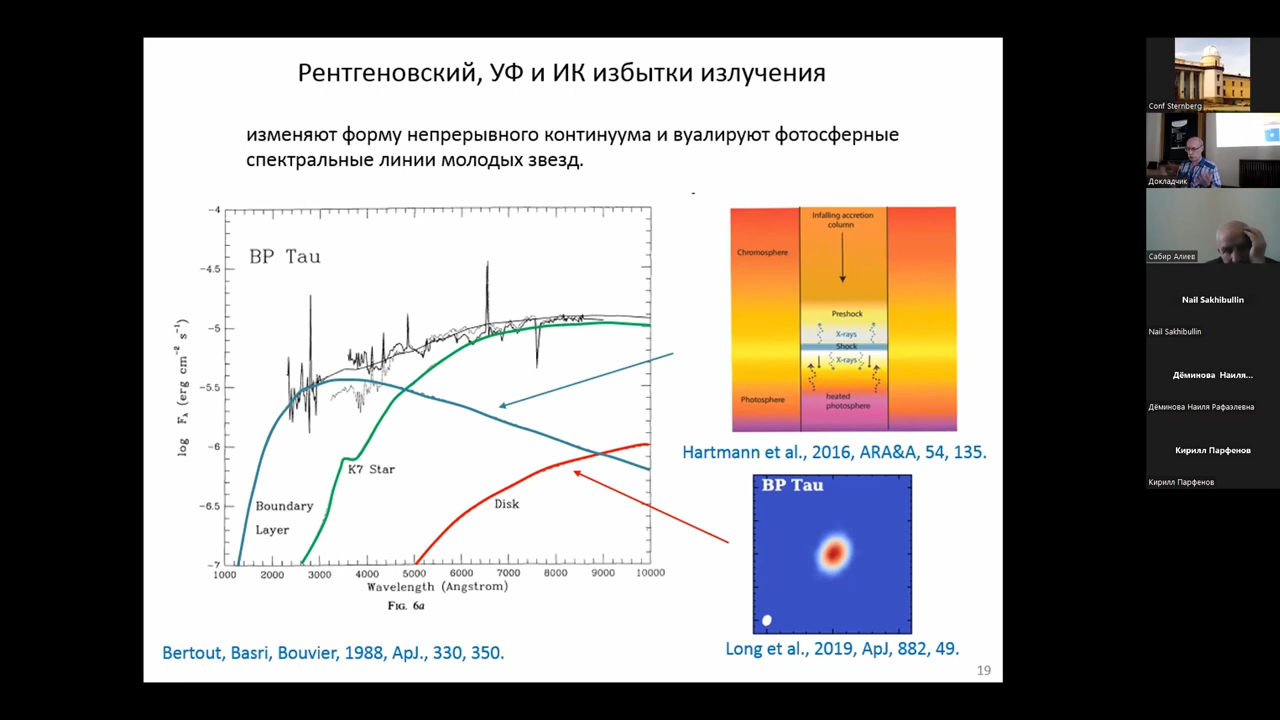 Рентгеновский, УФ и ИК избытки излучения
изменяют форму непрерывного континуума и вуалируют фотосферные
спектральные линии молодых звезд.
BP Tau
-4
-4.5
-5
-5.5
-6
-6.5
-7
log Fλ (erg cm⁻² s⁻¹)
K7 Star
Boundary
Layer
Disk
1000 2000 3000 4000 5000 6000 7000 8000 9000 10000
Wavelength (Angstrom)
FIG. 6a
Bertout, Basri, Bouvier, 1988, ApJ., 330, 350.
Infalling accretion
column
Chromosphere
Preshock
X-rays
Shock
X-rays
Photosphere
heated
photosphere
Hartmann et al., 2016, ARA&A, 54, 135.
BP Tau
Long et al., 2019, ApJ, 882, 49.
19
Conf Sternberg
Докладчик
Сабир Алиев
Nail Sakhibullin
Nail Sakhibullin
Дёминова Наиля...
Дёминова Наиля Рафаэлевна
Кирилл Парфенов
Кирилл Парфенов